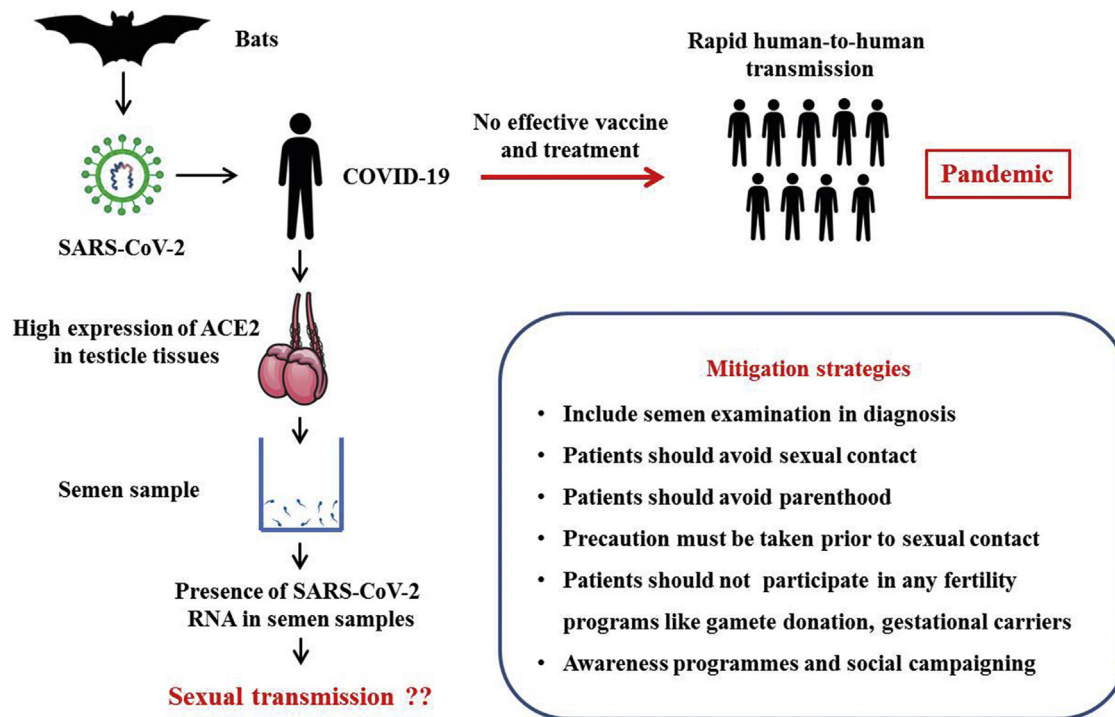 Bats
Rapid human-to-human
transmission
No effective vaccine
and treatment
COVID-19
Pandemic
SARS-CoV-2
High expression of ACE2
in testicle tissues
Semen sample
Presence of SARS-CoV-2
RNA in semen samples
Sexual transmission ??
Mitigation strategies
• Include semen examination in diagnosis
• Patients should avoid sexual contact
• Patients should avoid parenthood
• Precaution must be taken prior to sexual contact
• Patients should not participate in any fertility
programs like gamete donation, gestational carriers
• Awareness programmes and social campaigning